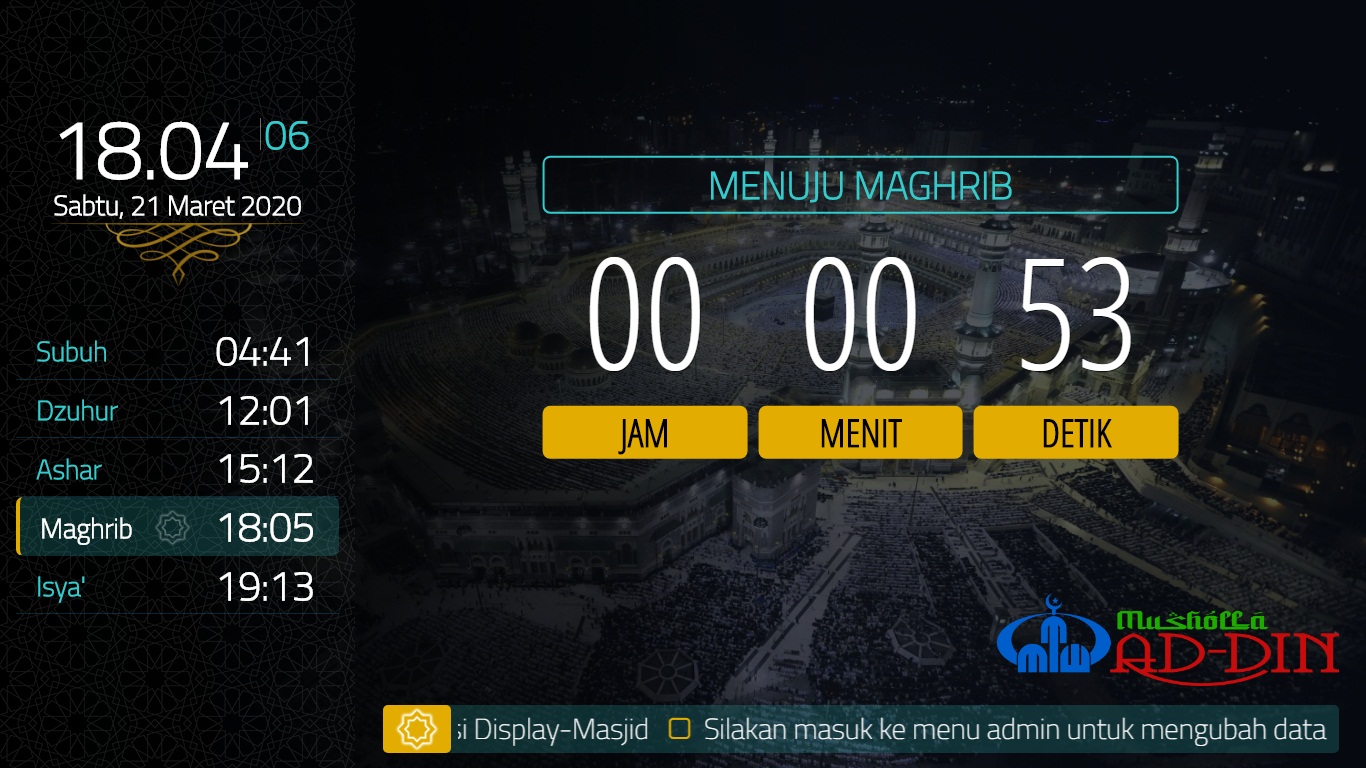 18.04 06
Sabtu, 21 Maret 2020
Subuh 04:41
Dzuhur 12:01
Ashar 15:12
Maghrib 18:05
Isya' 19:13
MENUJU MAGHRIB
00 00 53
JAM MENIT DETIK
Mushólla
AD-DIN
si Display-Masjid Silakan masuk ke menu admin untuk mengubah data